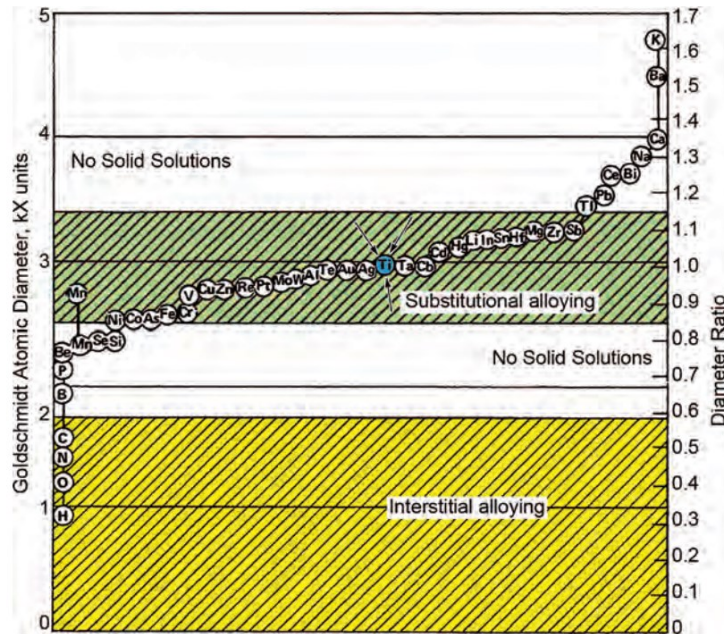 Goldschmidt Atomic Diameter, kX units
5
4
3
2
1
0
Diameter Ratio
1.7
1.6
1.5
1.4
1.3
1.2
1.1
1.0
0.9
0.8
0.7
0.6
0.5
0.4
0.3
0.2
0.1
0
No Solid Solutions
Substitutional alloying
No Solid Solutions
Interstitial alloying
K
Ba
Ca
Na
Bi
Ce
Pb
Tl
Sb
Zr
Mg
Hf
Sn
In
Li
Hg
Cd
Cb
Ta
Ti
Ag
Au
Te
Al
W
Mo
Pt
Re
Zn
Cu
V
Cr
Fe
As
Co
Ni
Si
Se
Mn
Mn
Be
P
B
C
N
O
H